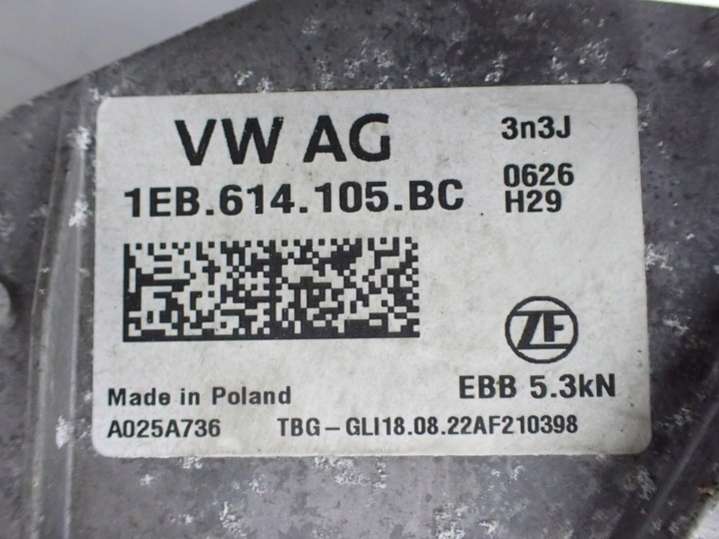 VW AG 3n3J
1EB.614.105.BC 0626
H29
ZF
EBB 5.3kN
Made in Poland
A025A736 TBG-GLI18.08.22AF210398